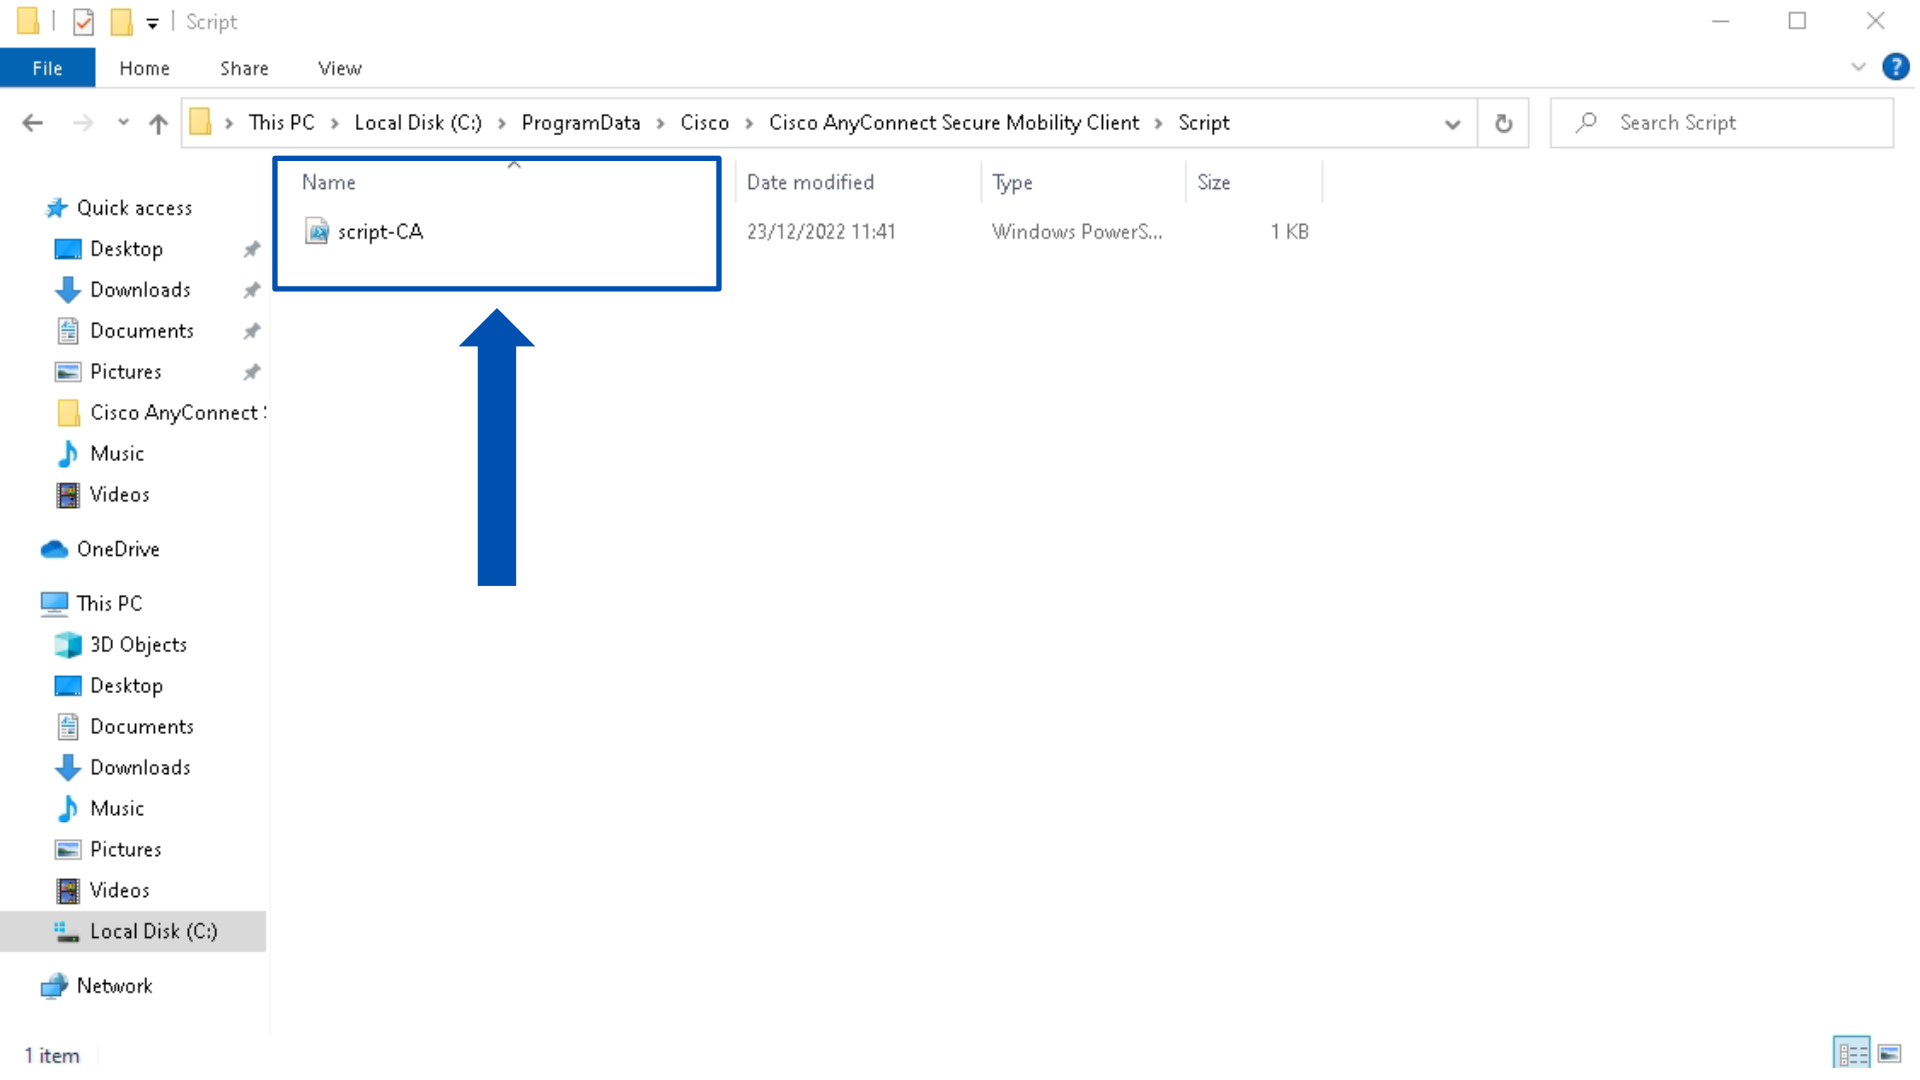 Script
File Home Share View
This PC > Local Disk (C:) > ProgramData > Cisco > Cisco AnyConnect Secure Mobility Client > Script
Search Script
Name Date modified Type Size
script-CA 23/12/2022 11:41 Windows PowerS... 1 KB
Quick access
Desktop
Downloads
Documents
Pictures
Cisco AnyConnect S
Music
Videos
OneDrive
This PC
3D Objects
Desktop
Documents
Downloads
Music
Pictures
Videos
Local Disk (C:)
Network
1 item